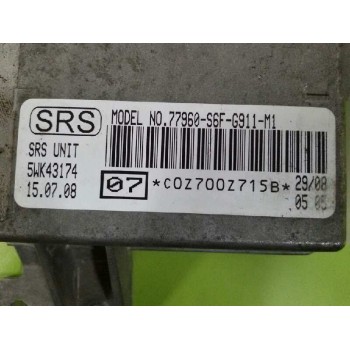 SRS MODEL NO.77960-S6F-G911-M1
SRS UNIT
5WK43174
15.07.08 07 *C0Z700Z715B* 29/08
05 05